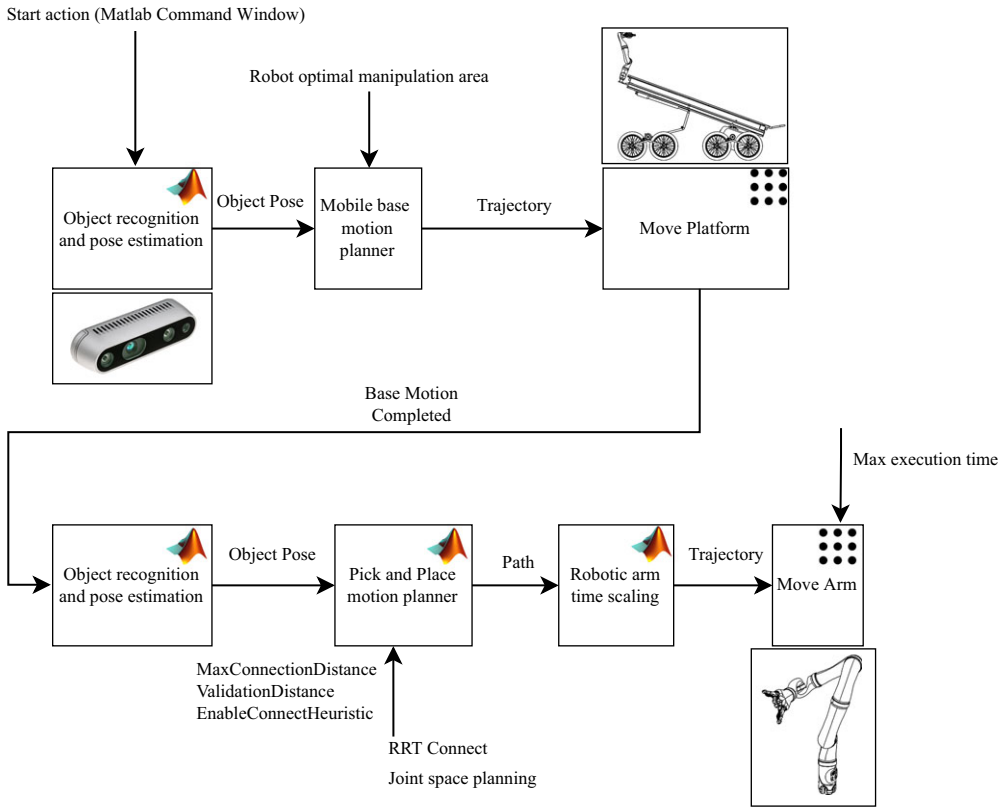 Start action (Matlab Command Window)
Robot optimal manipulation area
Object recognition
and pose estimation
Object Pose
Mobile base
motion
planner
Trajectory
Move Platform
Base Motion
Completed
Max execution time
Object recognition
and pose estimation
Object Pose
Pick and Place
motion planner
Path
Robotic arm
time scaling
Trajectory
Move Arm
MaxConnectionDistance
ValidationDistance
EnableConnectHeuristic
RRT Connect
Joint space planning